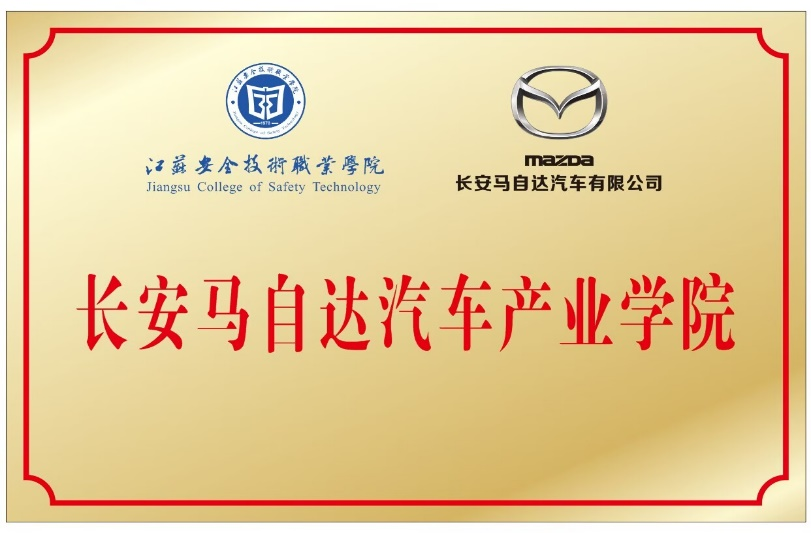 江苏安全技術職業學院
Jiangsu College of Safety Technology
mazda
长安马自达汽车有限公司
长安马自达汽车产业学院